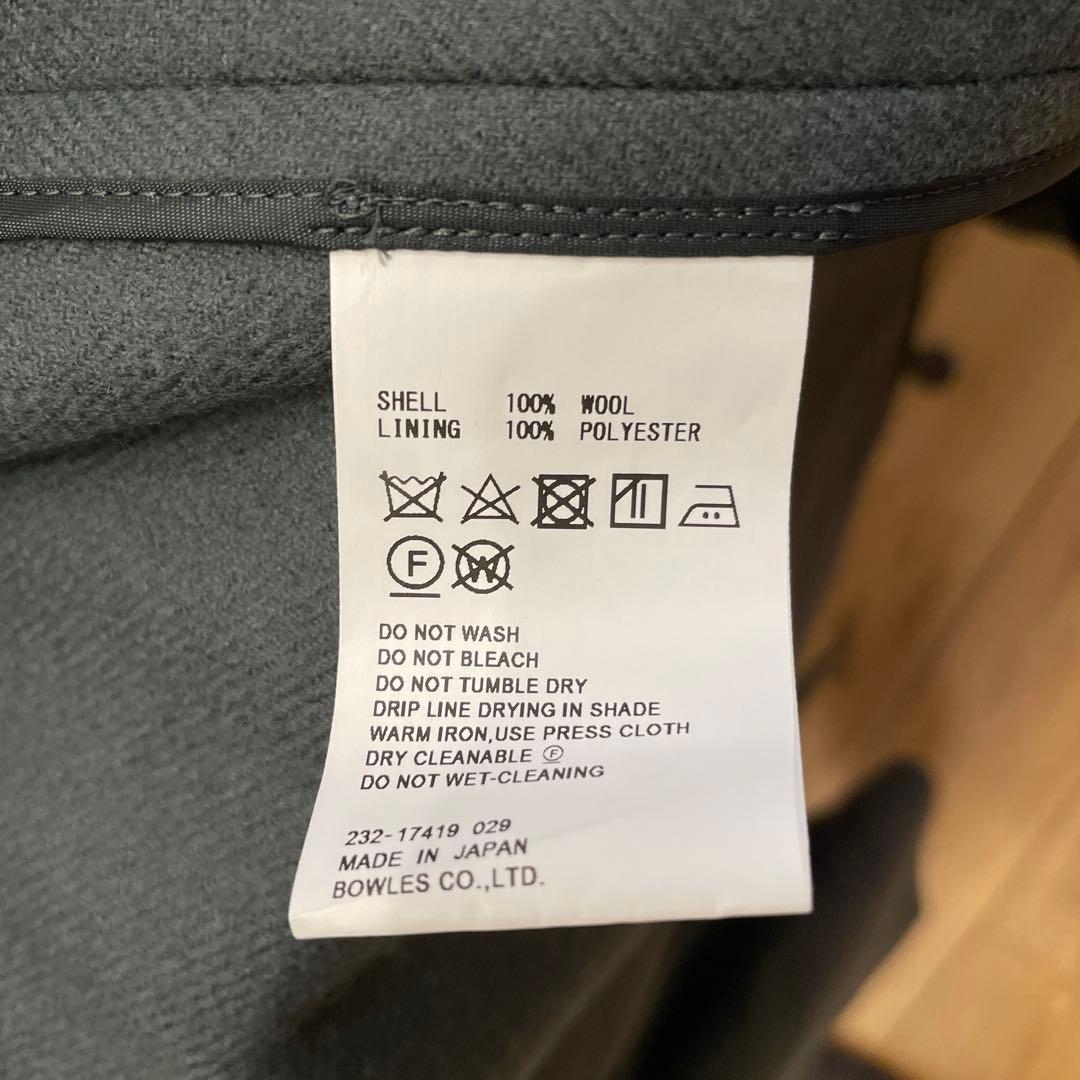 SHELL 100% WOOL
LINING 100% POLYESTER
F W
DO NOT WASH
DO NOT BLEACH
DO NOT TUMBLE DRY
DRIP LINE DRYING IN SHADE
WARM IRON,USE PRESS CLOTH
DRY CLEANABLE Ⓕ
DO NOT WET-CLEANING
232-17419 029
MADE IN JAPAN
BOWLES CO.,LTD.